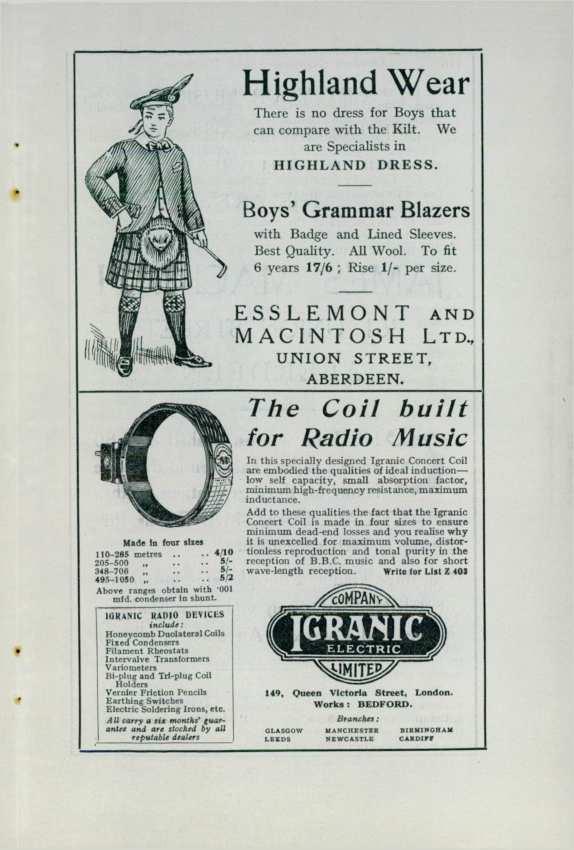 Highland Wear
There is no dress for Boys that
can compare with the Kilt. We
are Specialists in
HIGHLAND DRESS.
Boys' Grammar Blazers
with Badge and Lined Sleeves.
Best Quality. All Wool. To fit
6 years 17/6 ; Rise 1/- per size.
ESSLEMONT AND
MACINTOSH LTD.,
UNION STREET,
ABERDEEN.
The Coil built
for Radio Music
In this specially designed Igranic Concert Coil
are embodied the qualities of ideal induction—
low self capacity, small absorption factor,
minimum high-frequency resistance, maximum
inductance.
Add to these qualities the fact that the Igranic
Concert Coil is made in four sizes to ensure
minimum dead-end losses and you realise why
it is unexcelled for maximum volume, distor-
tionless reproduction and tonal purity in the
reception of B.B.C. music and also for short
wave-length reception. Write for List Z 403
Made in four sizes
110-285 metres .. .. 4/10
205-500 ,, .. .. 5/-
348-706 ,, .. .. 5/-
495-1050 ,, .. .. 5/2
Above ranges obtain with ·001
mfd. condenser in shunt.
IGRANIC RADIO DEVICES
include:
Honeycomb Duolateral Coils
Fixed Condensers
Filament Rheostats
Intervalve Transformers
Variometers
Bi-plug and Tri-plug Coil
Holders
Vernier Friction Pencils
Earthing Switches
Electric Soldering Irons, etc.
All carry a six months' guar-
antee and are stocked by all
reputable dealers
COMPANY
IGRANIC
ELECTRIC
LIMITED
149, Queen Victoria Street, London.
Works : BEDFORD.
Branches :
GLASGOW MANCHESTER BIRMINGHAM
LEEDS NEWCASTLE CARDIFF